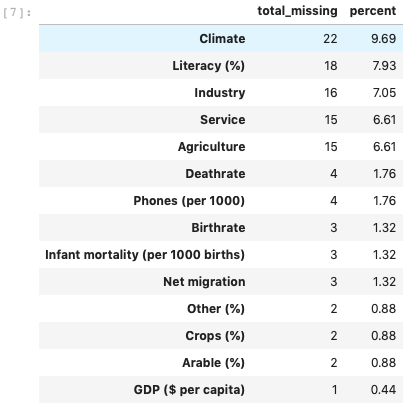 [7]: total_missing percent
Climate 22 9.69
Literacy (%) 18 7.93
Industry 16 7.05
Service 15 6.61
Agriculture 15 6.61
Deathrate 4 1.76
Phones (per 1000) 4 1.76
Birthrate 3 1.32
Infant mortality (per 1000 births) 3 1.32
Net migration 3 1.32
Other (%) 2 0.88
Crops (%) 2 0.88
Arable (%) 2 0.88
GDP ($ per capita) 1 0.44